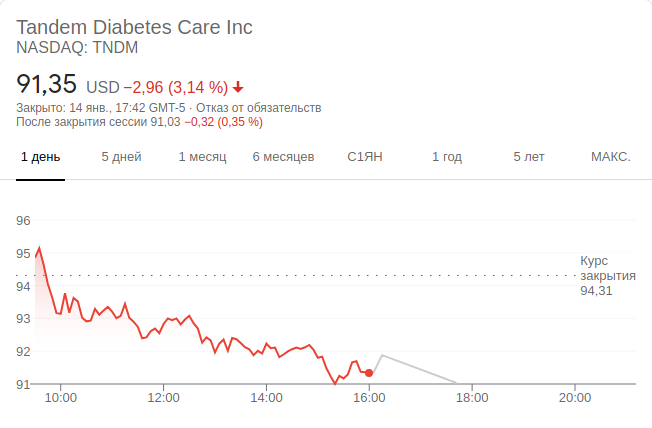 Tandem Diabetes Care Inc
NASDAQ: TNDM
91,35 USD −2,96 (3,14 %)
Закрыто: 14 янв., 17:42 GMT-5 · Отказ от обязательств
После закрытия сессии 91,03 −0,32 (0,35 %)
1 день 5 дней 1 месяц 6 месяцев С1ЯН 1 год 5 лет МАКС.
96
95
94
93
92
91
Курс
закрытия
94,31
10:00 12:00 14:00 16:00 18:00 20:00